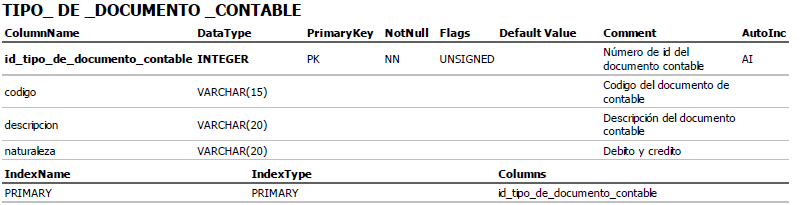 TIPO_ DE _DOCUMENTO _CONTABLE
ColumnName DataType PrimaryKey NotNull Flags Default Value Comment AutoInc
id_tipo_de_documento_contable INTEGER PK NN UNSIGNED Número de id del documento contable AI
codigo VARCHAR(15) Codigo del documento de contable
descripcion VARCHAR(20) Descripción del documento contable
naturaleza VARCHAR(20) Debito y credito
IndexName IndexType Columns
PRIMARY PRIMARY id_tipo_de_documento_contable